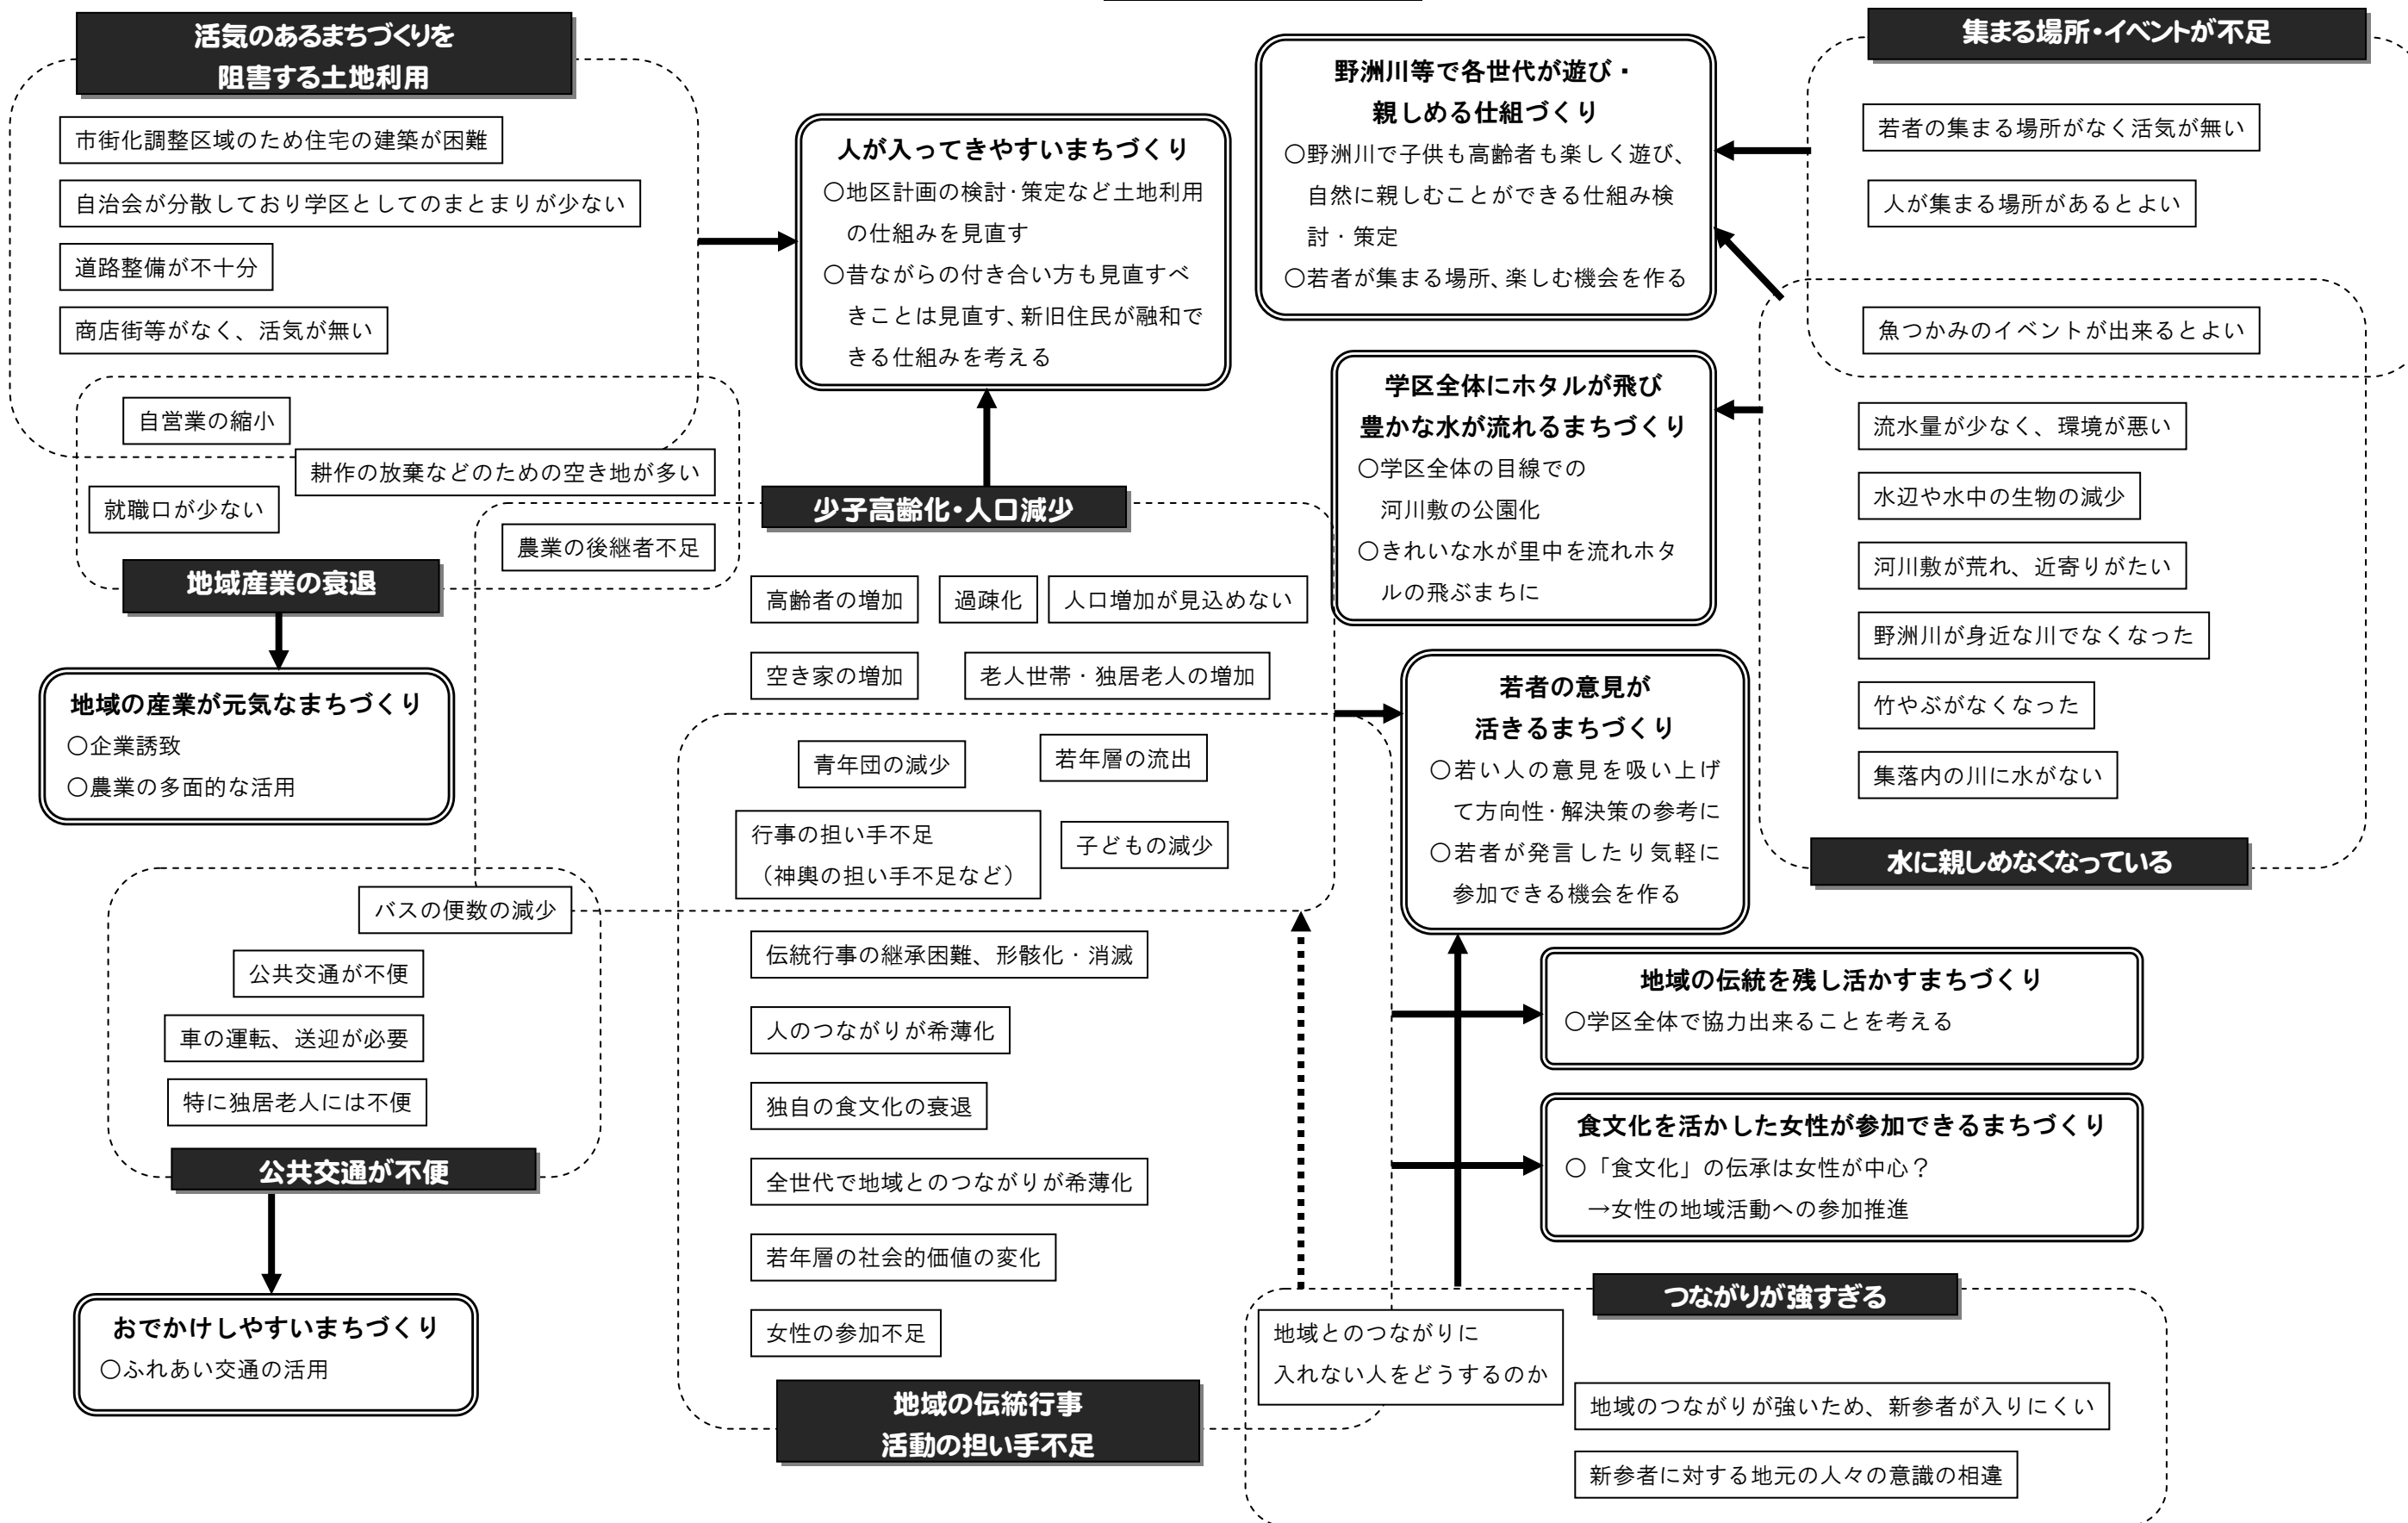 活気のあるまちづくりを
阻害する土地利用
市街化調整区域のため住宅の建築が困難
自治会が分散しており学区としてのまとまりが少ない
道路整備が不十分
商店街等がなく、活気が無い
自営業の縮小
耕作の放棄などのための空き地が多い
就職口が少ない
農業の後継者不足
地域産業の衰退
地域の産業が元気なまちづくり
○企業誘致
○農業の多面的な活用
バスの便数の減少
公共交通が不便
車の運転、送迎が必要
特に独居老人には不便
公共交通が不便
おでかけしやすいまちづくり
○ふれあい交通の活用
人が入ってきやすいまちづくり
○地区計画の検討・策定など土地利用
の仕組みを見直す
○昔ながらの付き合い方も見直すべ
きことは見直す、新旧住民が融和で
きる仕組みを考える
少子高齢化・人口減少
高齢者の増加
過疎化
人口増加が見込めない
空き家の増加
老人世帯・独居老人の増加
青年団の減少
若年層の流出
行事の担い手不足
（神輿の担い手不足など）
子どもの減少
伝統行事の継承困難、形骸化・消滅
人のつながりが希薄化
独自の食文化の衰退
全世代で地域とのつながりが希薄化
若年層の社会的価値の変化
女性の参加不足
地域の伝統行事
活動の担い手不足
野洲川等で各世代が遊び・
親しめる仕組づくり
○野洲川で子供も高齢者も楽しく遊び、
自然に親しむことができる仕組み検
討・策定
○若者が集まる場所、楽しむ機会を作る
学区全体にホタルが飛び
豊かな水が流れるまちづくり
○学区全体の目線での
河川敷の公園化
○きれいな水が里中を流れホタ
ルの飛ぶまちに
若者の意見が
活きるまちづくり
○若い人の意見を吸い上げ
て方向性・解決策の参考に
○若者が発言したり気軽に
参加できる機会を作る
集まる場所・イベントが不足
若者の集まる場所がなく活気が無い
人が集まる場所があるとよい
魚つかみのイベントが出来るとよい
流水量が少なく、環境が悪い
水辺や水中の生物の減少
河川敷が荒れ、近寄りがたい
野洲川が身近な川でなくなった
竹やぶがなくなった
集落内の川に水がない
水に親しめなくなっている
地域の伝統を残し活かすまちづくり
○学区全体で協力出来ることを考える
食文化を活かした女性が参加できるまちづくり
○「食文化」の伝承は女性が中心？
→女性の地域活動への参加推進
つながりが強すぎる
地域とのつながりに
入れない人をどうするのか
地域のつながりが強いため、新参者が入りにくい
新参者に対する地元の人々の意識の相違